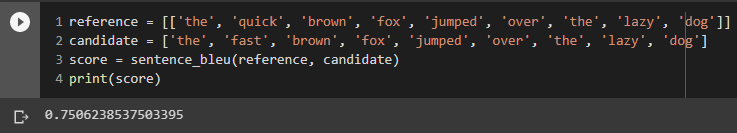 1 reference = [['the', 'quick', 'brown', 'fox', 'jumped', 'over', 'the', 'lazy', 'dog']]
2 candidate = ['the', 'fast', 'brown', 'fox', 'jumped', 'over', 'the', 'lazy', 'dog']
3 score = sentence_bleu(reference, candidate)
4 print(score)
0.7506238537503395